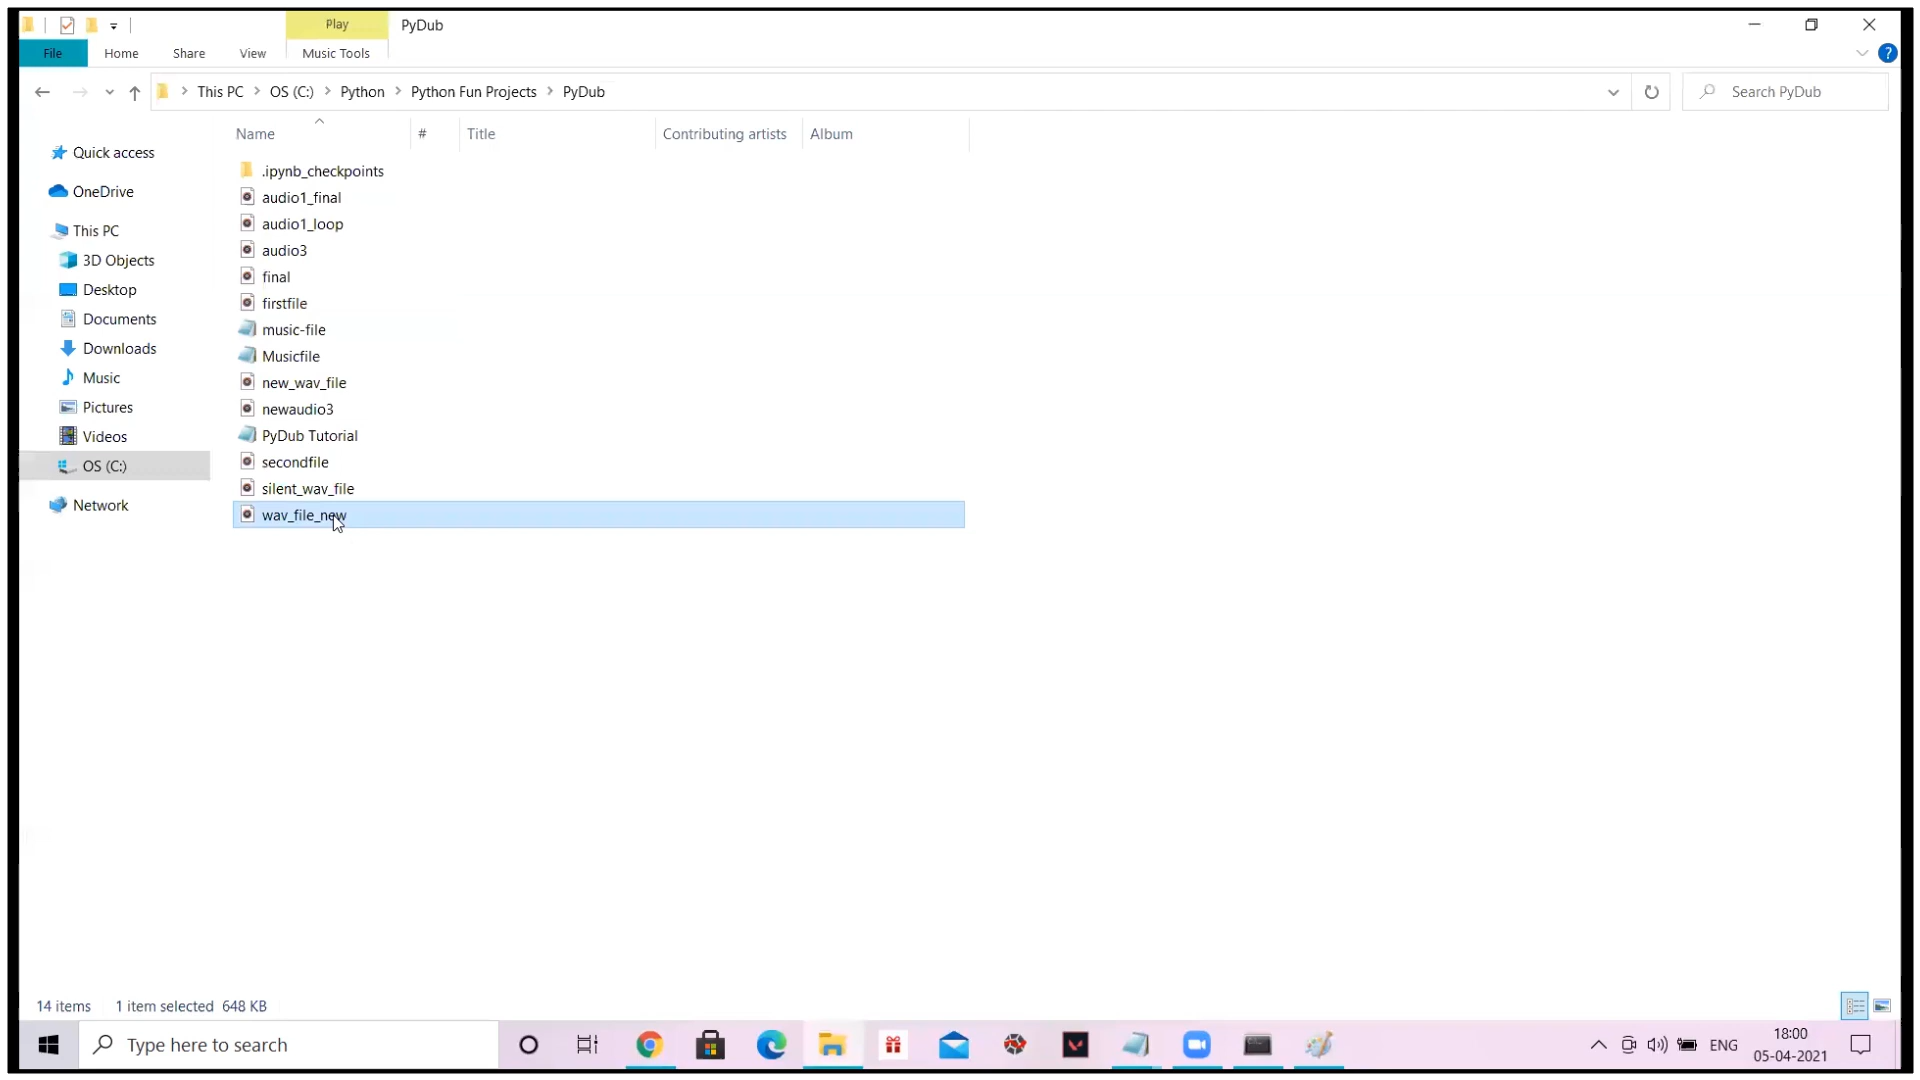 Play
PyDub
File
Home
Share
View
Music Tools
This PC
OS (C:)
Python
Python Fun Projects
PyDub
Search PyDub
Name
#
Title
Contributing artists
Album
Quick access
OneDrive
This PC
3D Objects
Desktop
Documents
Downloads
Music
Pictures
Videos
OS (C:)
Network
.ipynb_checkpoints
audio1_final
audio1_loop
audio3
final
firstfile
music-file
Musicfile
new_wav_file
newaudio3
PyDub Tutorial
secondfile
silent_wav_file
wav_file_new
14 items
1 item selected 648 KB
Type here to search
ENG
18:00
05-04-2021